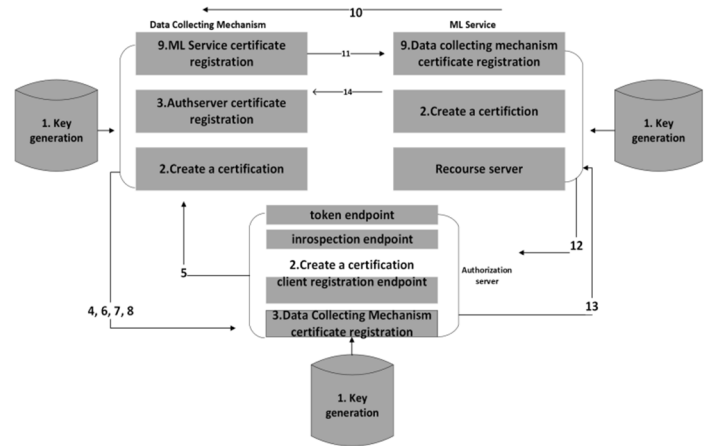 10
Data Collecting Mechanism
ML Service
9.ML Service certificate
registration
11
9.Data collecting mechanism
certificate registration
1. Key
generation
3.Authserver certificate
registration
14
2.Create a certifiction
1. Key
generation
2.Create a certification
Recourse server
token endpoint
inrospection endpoint
12
2.Create a certification
Authorization
server
5
client registration endpoint
4, 6, 7, 8
13
3.Data Collecting Mechanism
certificate registration
1. Key
generation